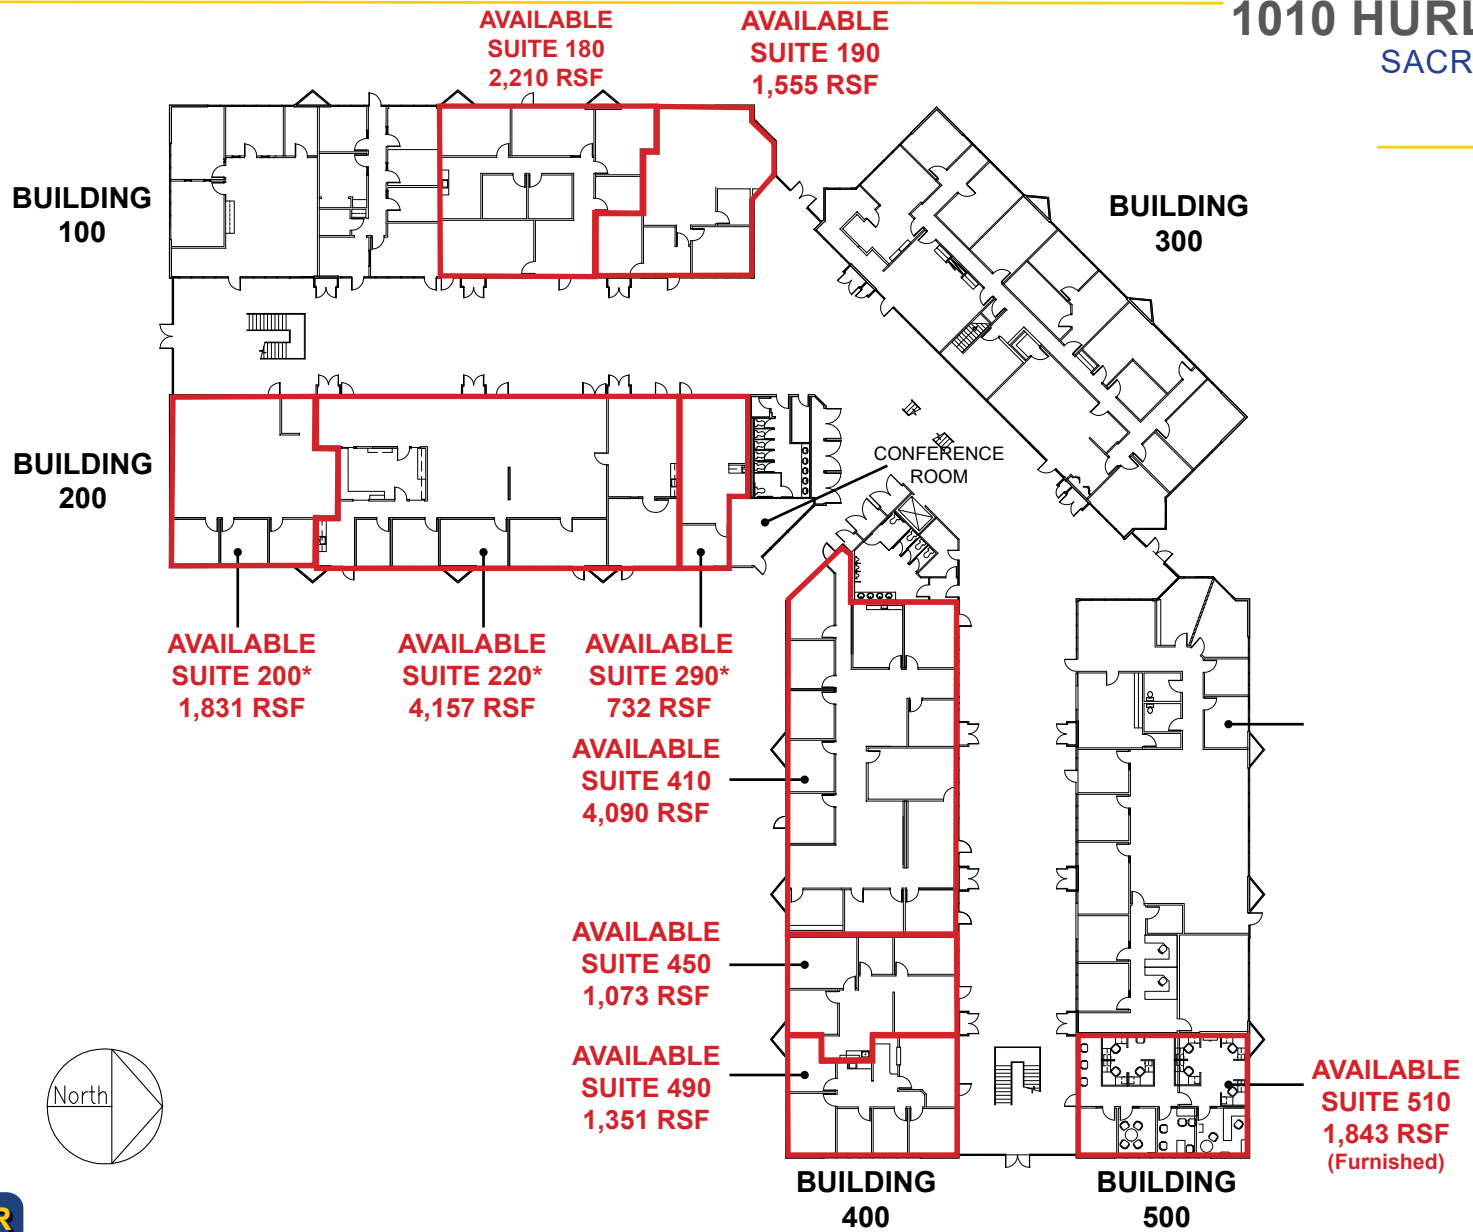 1010 HURL
SACR
AVAILABLE
SUITE 180
2,210 RSF
AVAILABLE
SUITE 190
1,555 RSF
BUILDING
100
BUILDING
300
BUILDING
200
CONFERENCE
ROOM
AVAILABLE
SUITE 200*
1,831 RSF
AVAILABLE
SUITE 220*
4,157 RSF
AVAILABLE
SUITE 290*
732 RSF
AVAILABLE
SUITE 410
4,090 RSF
AVAILABLE
SUITE 450
1,073 RSF
AVAILABLE
SUITE 490
1,351 RSF
AVAILABLE
SUITE 510
1,843 RSF
(Furnished)
North
BUILDING
400
BUILDING
500
R